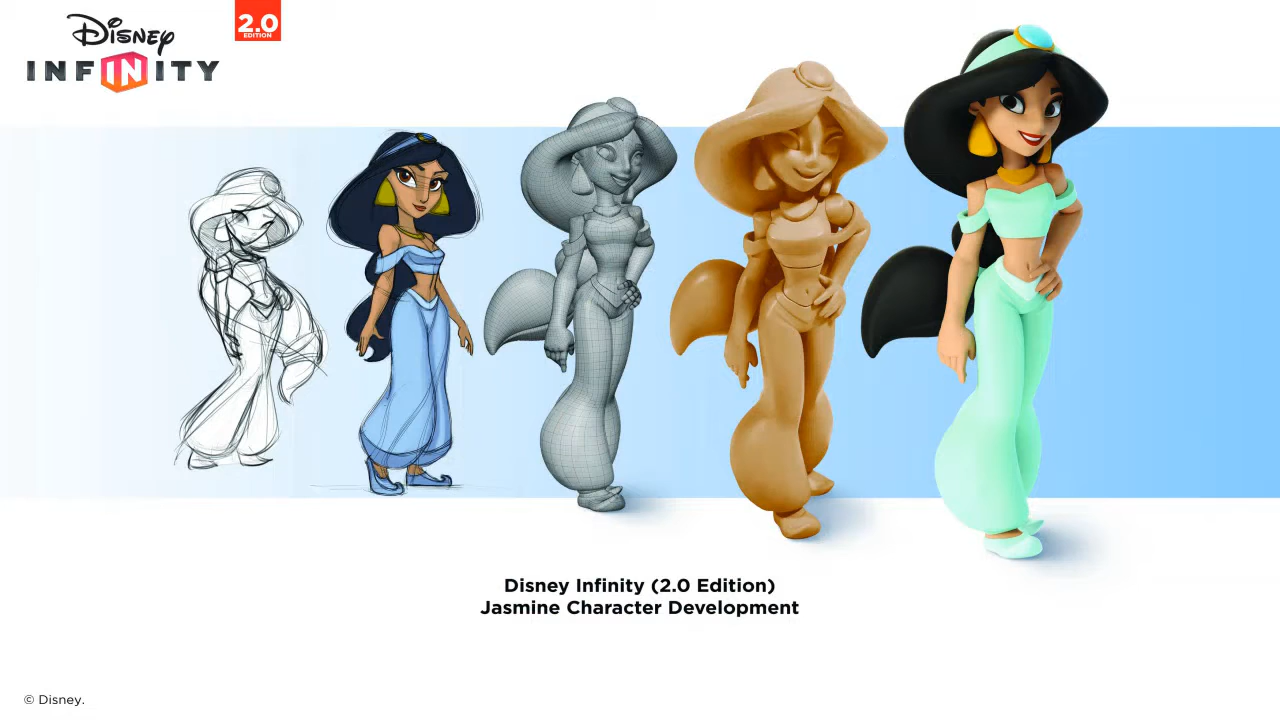 Disney
INFINITY
2.0
EDITION
Disney Infinity (2.0 Edition)
Jasmine Character Development
© Disney.